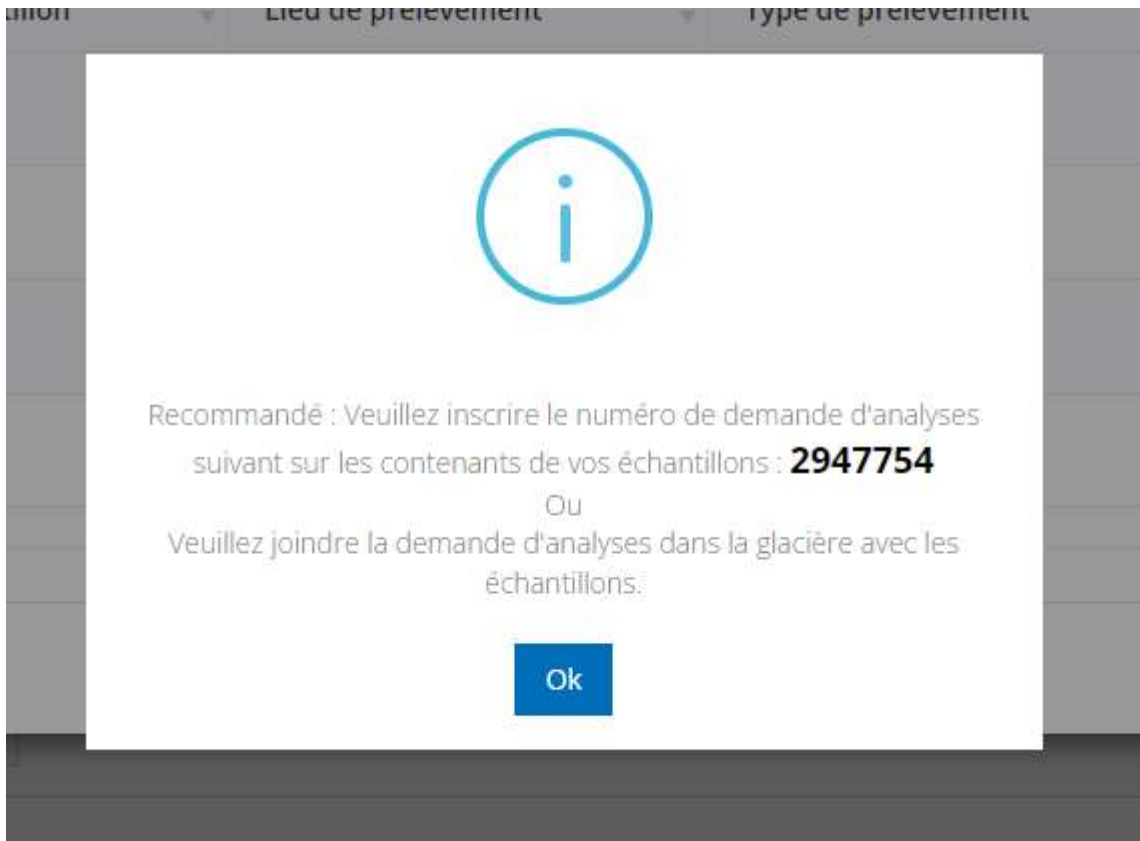 Lieu de prélèvement
Type de prélèvement
Recommandé : Veuillez inscrire le numéro de demande d'analyses
suivant sur les contenants de vos échantillons : 2947754
Ou
Veuillez joindre la demande d'analyses dans la glacière avec les
échantillons.
Ok